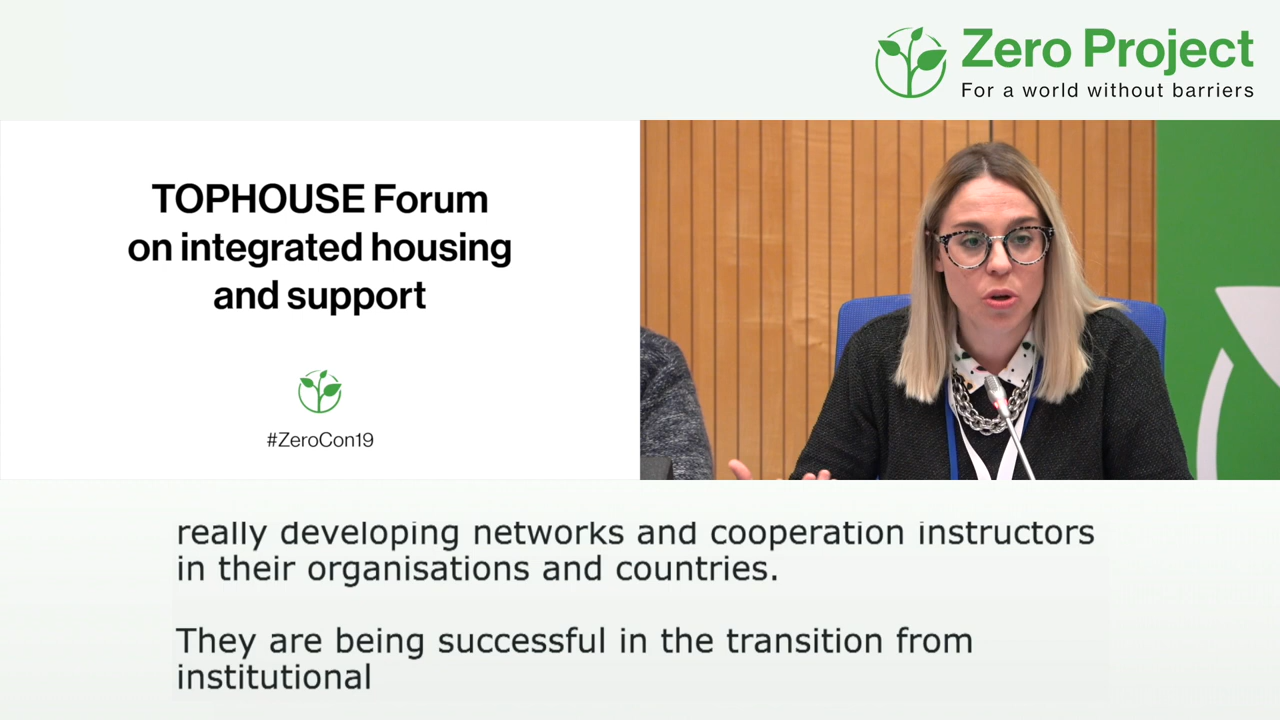 Zero Project
For a world without barriers
TOPHOUSE Forum
on integrated housing
and support
#ZeroCon19
really developing networks and cooperation instructors
in their organisations and countries.
They are being successful in the transition from
institutional